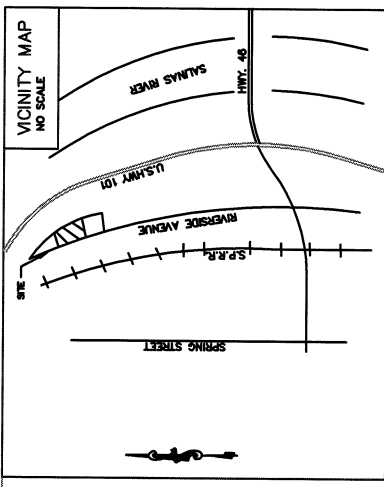 VICINITY MAP
NO SCALE
SALINAS RIVER
HWY. 46
U.S.HWY 101
RIVERSIDE AVENUE
S.P.R.R.
SITE
SPRING STREET